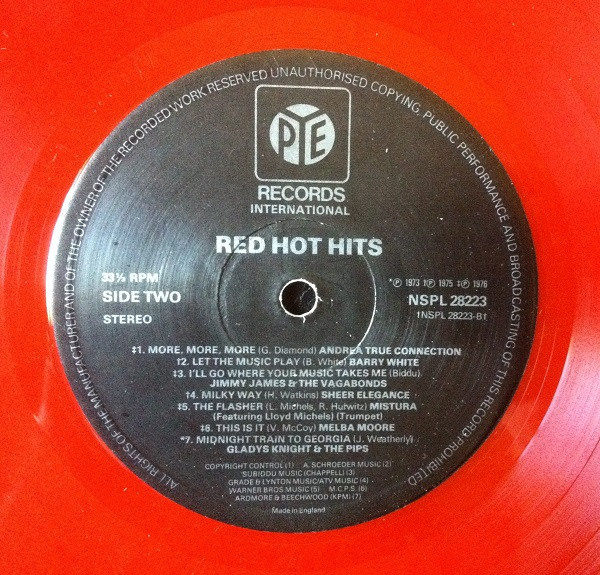 ALL RIGHTS OF THE MANUFACTURER AND OF THE OWNER OF THE RECORDED WORK RESERVED UNAUTHORISED COPYING, PUBLIC PERFORMANCE AND BROADCASTING OF THIS RECORD PROHIBITED
PYE
RECORDS
INTERNATIONAL
RED HOT HITS
33⅓ RPM
SIDE TWO
STEREO
*℗ 1973 †℗ 1975 ‡℗ 1976
NSPL 28223
†NSPL 28223-B†
‡1. MORE, MORE, MORE (G. Diamond) ANDREA TRUE CONNECTION
†2. LET THE MUSIC PLAY (B. White) BARRY WHITE
‡3. I'LL GO WHERE YOUR MUSIC TAKES ME (Biddu)
JIMMY JAMES & THE VAGABONDS
†4. MILKY WAY (H. Watkins) SHEER ELEGANCE
‡5. THE FLASHER (L. Michels, R. Hutwitz) MISTURA
(Featuring Lloyd Michels) (Trumpet)
‡6. THIS IS IT (V. McCoy) MELBA MOORE
*7. MIDNIGHT TRAIN TO GEORGIA (J. Weatherly)
GLADYS KNIGHT & THE PIPS
COPYRIGHT CONTROL (1) A. SCHROEDER MUSIC (2)
SUBIDDU MUSIC (CHAPPELL) (3)
GRADE & LYNTON MUSIC/ATV MUSIC (4)
WARNER BROS MUSIC (5) M.C.P.S. (6)
ARDMORE & BEECHWOOD (KPM) (7)
Made in England